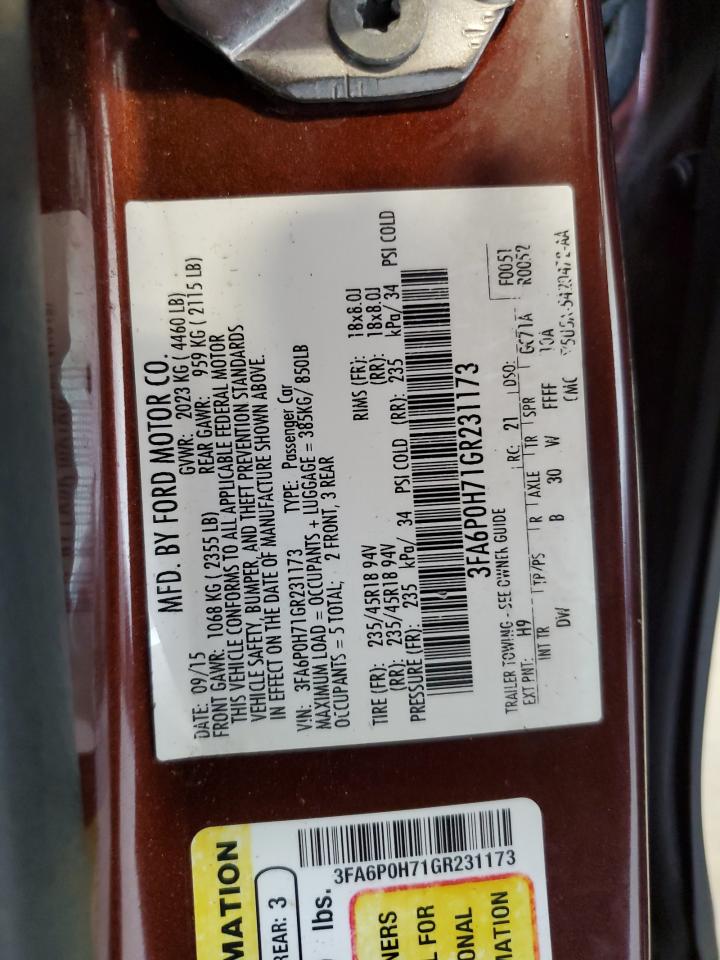 MFD. BY FORD MOTOR CO.
DATE: 09/15 GVWR: 2023 KG ( 4460 LB)
FRONT GAWR: 1068 KG ( 2355 LB) REAR GAWR: 959 KG ( 2115 LB)
THIS VEHICLE CONFORMS TO ALL APPLICABLE FEDERAL MOTOR
VEHICLE SAFETY, BUMPER, AND THEFT PREVENTION STANDARDS
IN EFFECT ON THE DATE OF MANUFACTURE SHOWN ABOVE.
VIN: 3FA6P0H71GR231173 TYPE: Passenger Car
MAXIMUM LOAD = OCCUPANTS + LUGGAGE = 385KG/ 850LB
OCCUPANTS = 5 TOTAL; 2 FRONT, 3 REAR
TIRE (FR): 235/45R18 94V RIMS (FR): 18x8.0J
(RR): 235/45R18 94V (RR): 18x8.0J
PRESSURE (FR): 235 kPa/ 34 PSI COLD (RR): 235 kPa/ 34 PSI COLD
3FA6P0H71GR231173
TRAILER TOWING - SEE OWNER GUIDE F0051
EXT PNT: H9 RC: 21 DSO: GC71A R0052
INT TR TP/PS R AXLE TR SPR 10A
DW B 30 W FFFF
CMC
MATION
REAR: 3
lbs.
3FA6P0H71GR231173
NERS
L FOR
ONAL
MATION